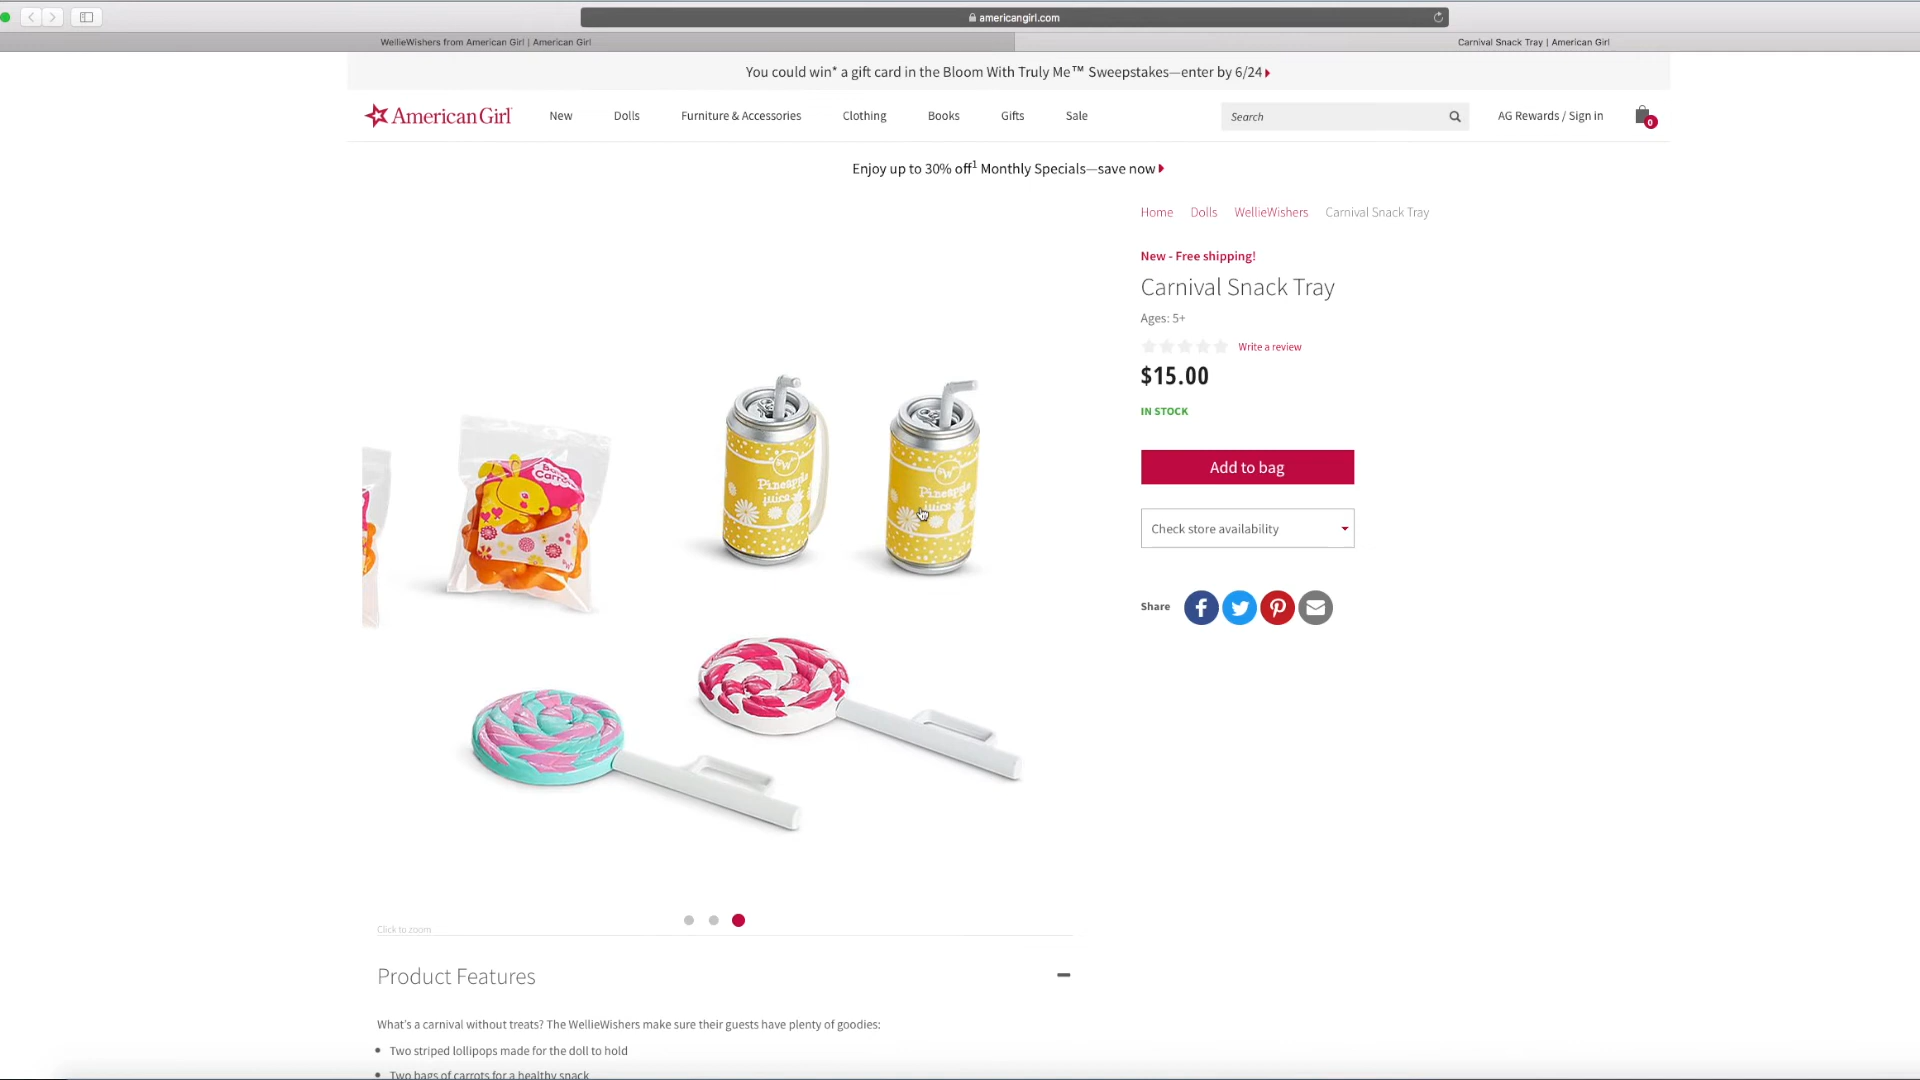 americangirl.com
WellieWishers from American Girl | American Girl
Carnival Snack Tray | American Girl
You could win* a gift card in the Bloom With Truly Me™ Sweepstakes—enter by 6/24
American Girl
New
Dolls
Furniture & Accessories
Clothing
Books
Gifts
Sale
Search
AG Rewards / Sign in
0
Enjoy up to 30% off¹ Monthly Specials—save now
Home
Dolls
WellieWishers
Carnival Snack Tray
New - Free shipping!
Carnival Snack Tray
Ages: 5+
Write a review
$15.00
IN STOCK
Add to bag
Check store availability
Share
Pineapple
juice
Pineapple
juice
Click to zoom
Product Features
What's a carnival without treats? The WellieWishers make sure their guests have plenty of goodies:
Two striped lollipops made for the doll to hold
Two bags of carrots for a healthy snack